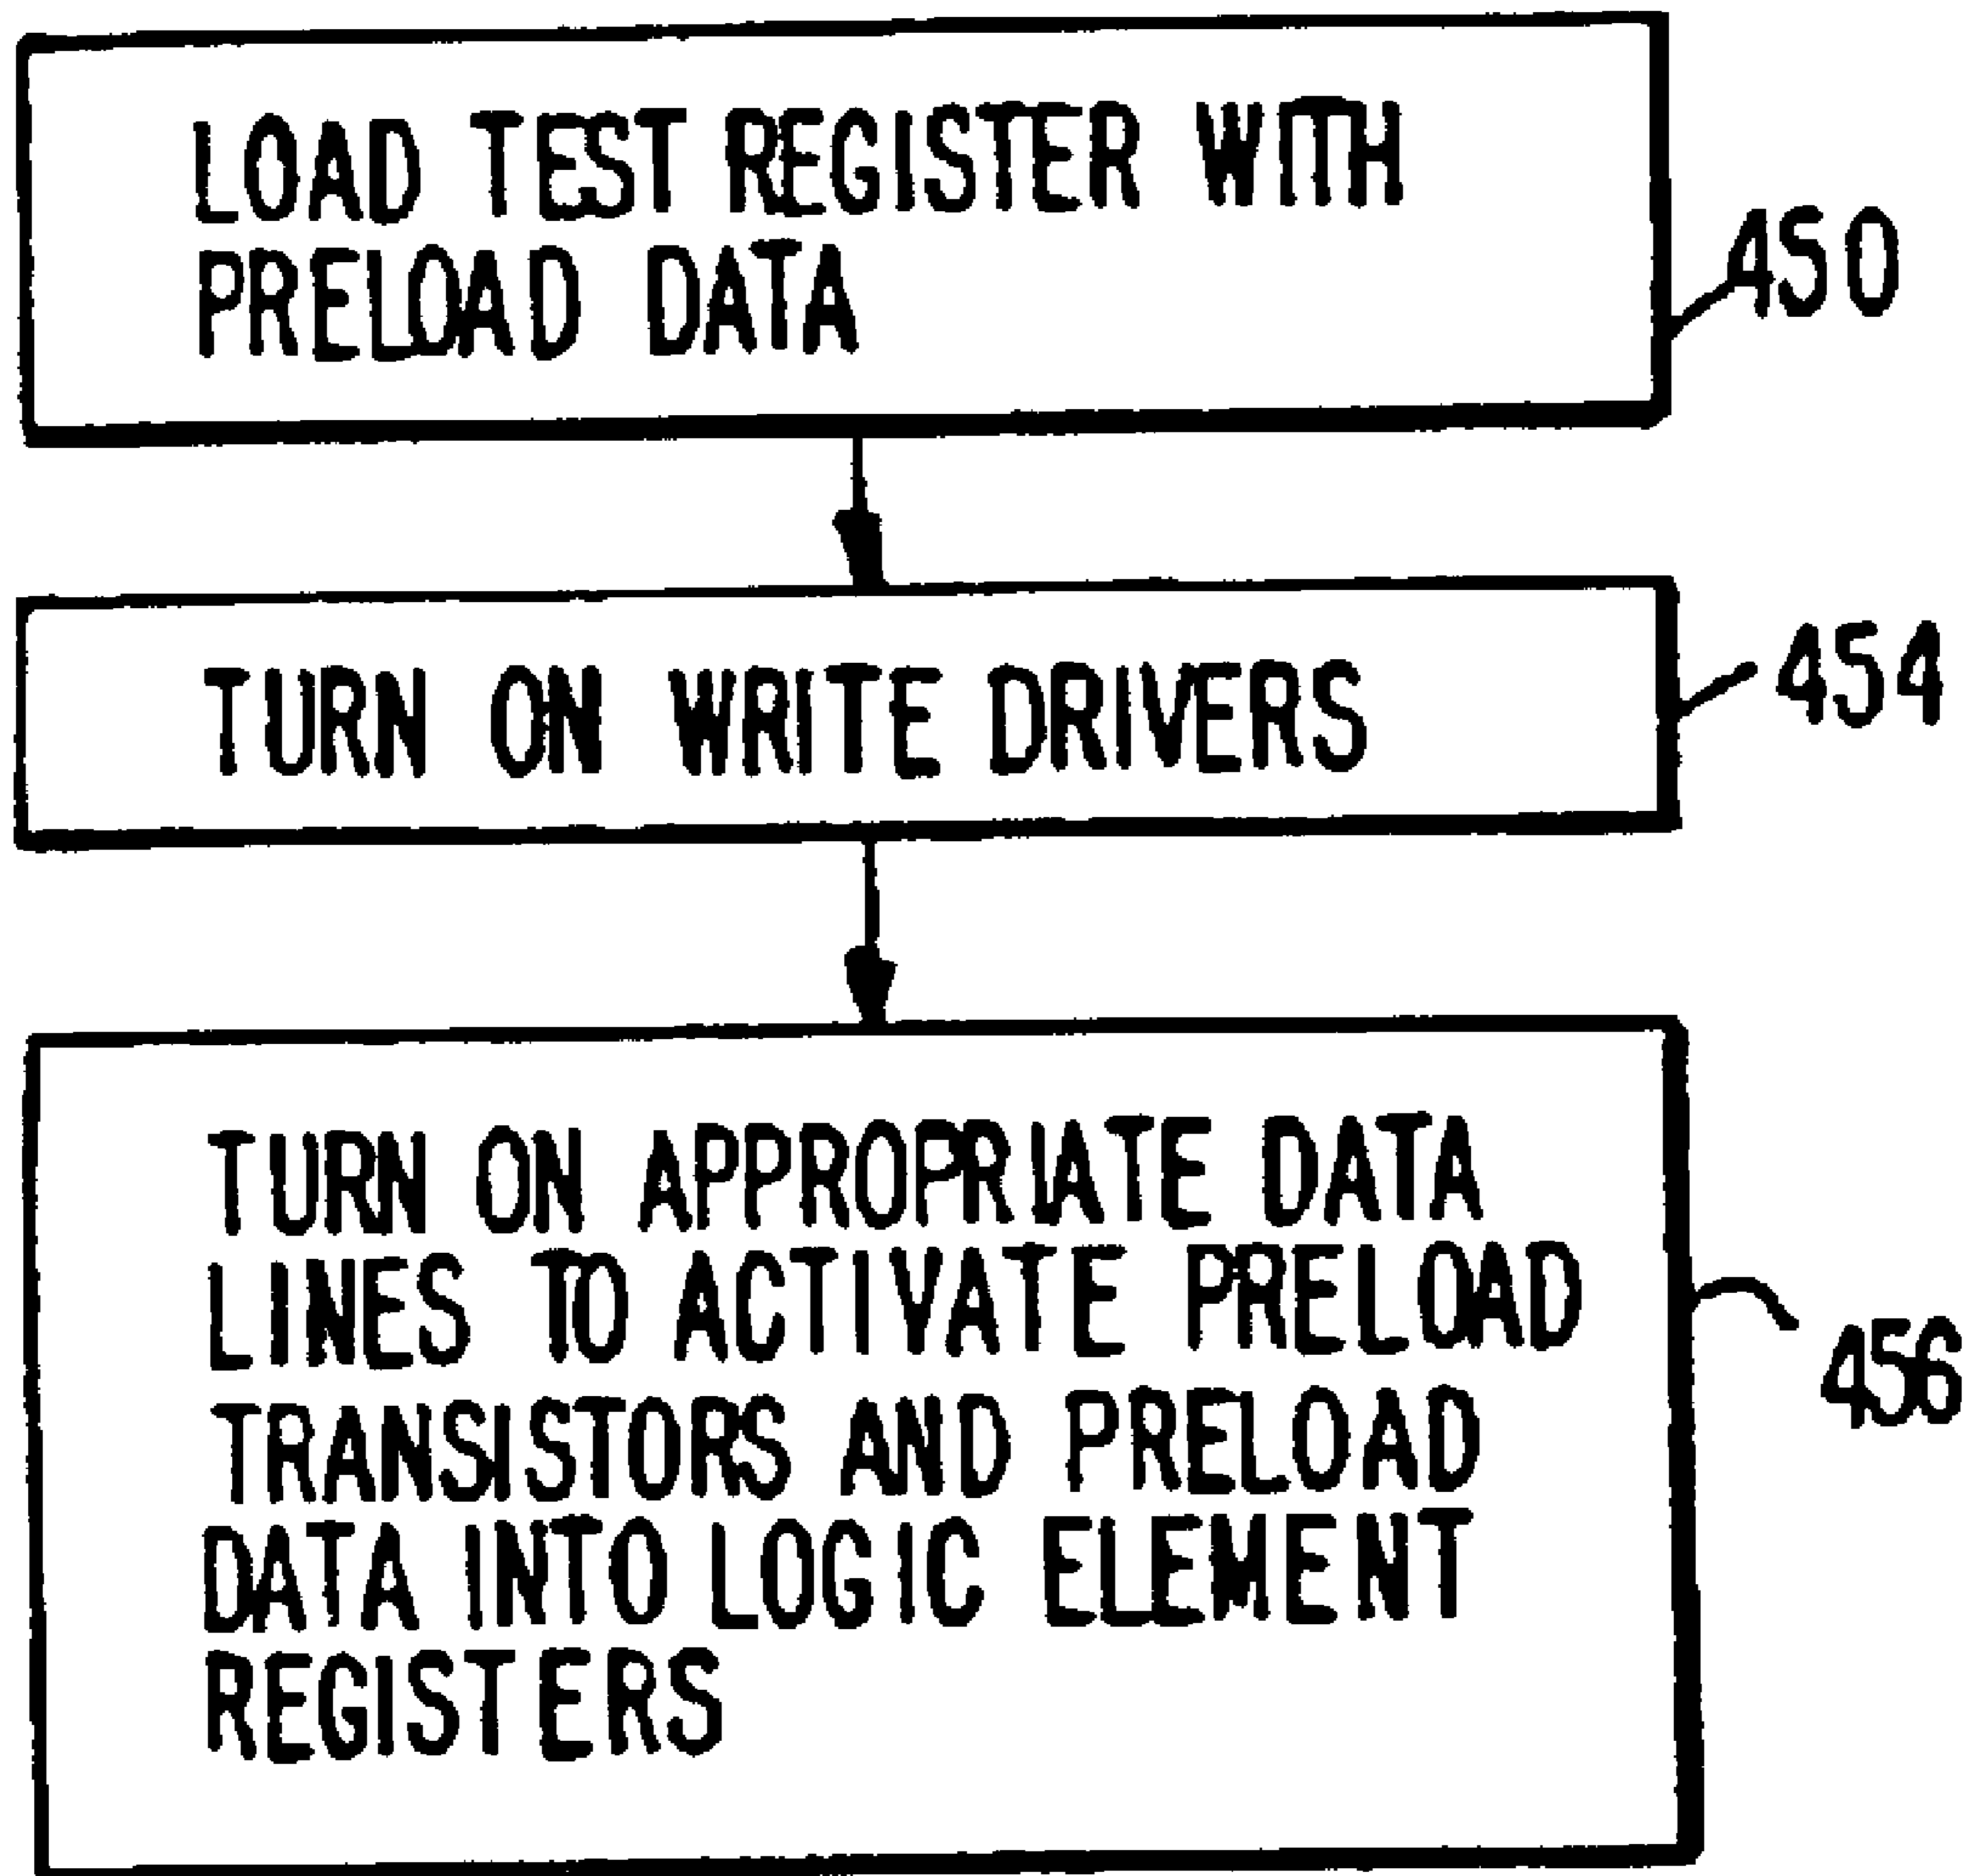 LOAD TEST REGISTER WITH
PRELOAD DATA
450
TURN ON WRITE DRIVERS
454
TURN ON APPROPRIATE DATA
LINES TO ACTIVATE PRELOAD
TRANSISTORS AND PRELOAD
DATA INTO LOGIC ELEMENT
REGISTERS
456